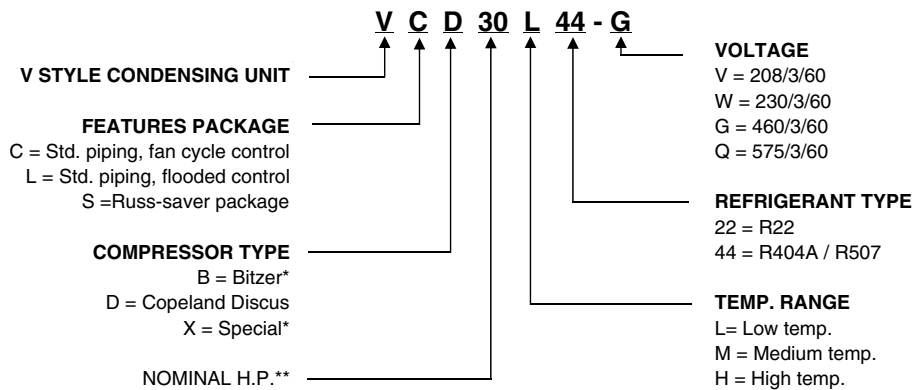 V C D 30 L 44 - G
V STYLE CONDENSING UNIT
FEATURES PACKAGE
C = Std. piping, fan cycle control
L = Std. piping, flooded control
S =Russ-saver package
COMPRESSOR TYPE
B = Bitzer*
D = Copeland Discus
X = Special*
NOMINAL H.P.**
VOLTAGE
V = 208/3/60
W = 230/3/60
G = 460/3/60
Q = 575/3/60
REFRIGERANT TYPE
22 = R22
44 = R404A / R507
TEMP. RANGE
L= Low temp.
M = Medium temp.
H = High temp.